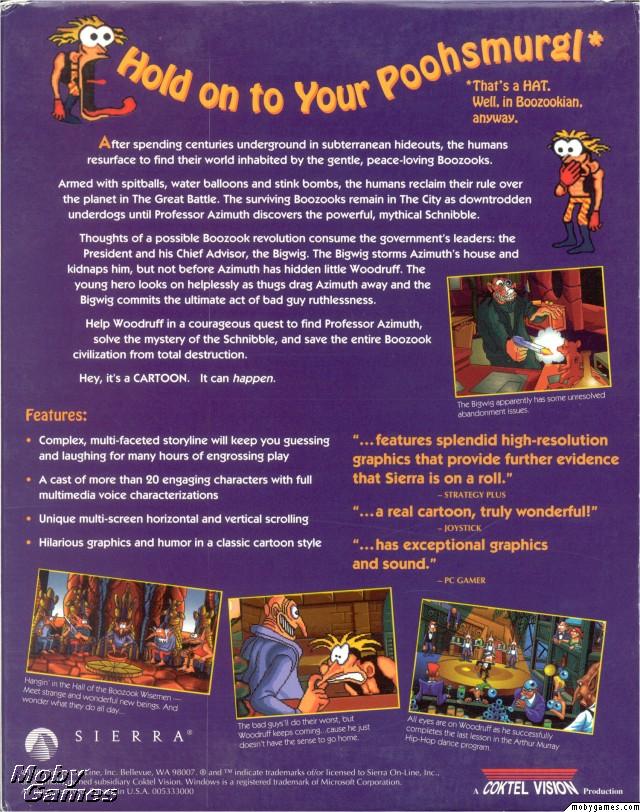 Hold on to Your Poohsmurgl*
*That's a HAT.
Well, in Boozookian,
anyway.
After spending centuries underground in subterranean hideouts, the humans
resurface to find their world inhabited by the gentle, peace-loving Boozooks.
Armed with spitballs, water balloons and stink bombs, the humans reclaim their rule over
the planet in The Great Battle. The surviving Boozooks remain in The City as downtrodden
underdogs until Professor Azimuth discovers the powerful, mythical Schnibble.
Thoughts of a possible Boozook revolution consume the government's leaders: the
President and his Chief Advisor, the Bigwig. The Bigwig storms Azimuth's house and
kidnaps him, but not before Azimuth has hidden little Woodruff. The
young hero looks on helplessly as thugs drag Azimuth away and the
Bigwig commits the ultimate act of bad guy ruthlessness.
Help Woodruff in a courageous quest to find Professor Azimuth,
solve the mystery of the Schnibble, and save the entire Boozook
civilization from total destruction.
Hey, it's a CARTOON. It can happen.
The Bigwig apparently has some unresolved
abandonment issues.
Features:
• Complex, multi-faceted storyline will keep you guessing
and laughing for many hours of engrossing play
• A cast of more than 20 engaging characters with full
multimedia voice characterizations
• Unique multi-screen horizontal and vertical scrolling
• Hilarious graphics and humor in a classic cartoon style
"...features splendid high-resolution
graphics that provide further evidence
that Sierra is on a roll."
– STRATEGY PLUS
"...a real cartoon, truly wonderful!"
– JOYSTICK
"...has exceptional graphics
and sound."
– PC GAMER
Hangin' in the Hall of the Boozook Wisemen —
Meet strange and wonderful new beings. And
wonder what they do all day...
The bad guys'll do their worst, but
Woodruff keeps coming...cause he just
doesn't have the sense to go home.
All eyes are on Woodruff as he successfully
completes the last lesson in the Arthur Murray
Hip-Hop dance program.
SIERRA®
Line, Inc. Bellevue, WA 98007. ® and ™ indicate trademarks of/or licensed to Sierra On-Line, Inc.,
subsidiary Coktel Vision. Windows is a registered trademark of Microsoft Corporation.
in U.S.A. 005333000
Moby
Games
A COKTEL VISION Production
mobygames.com